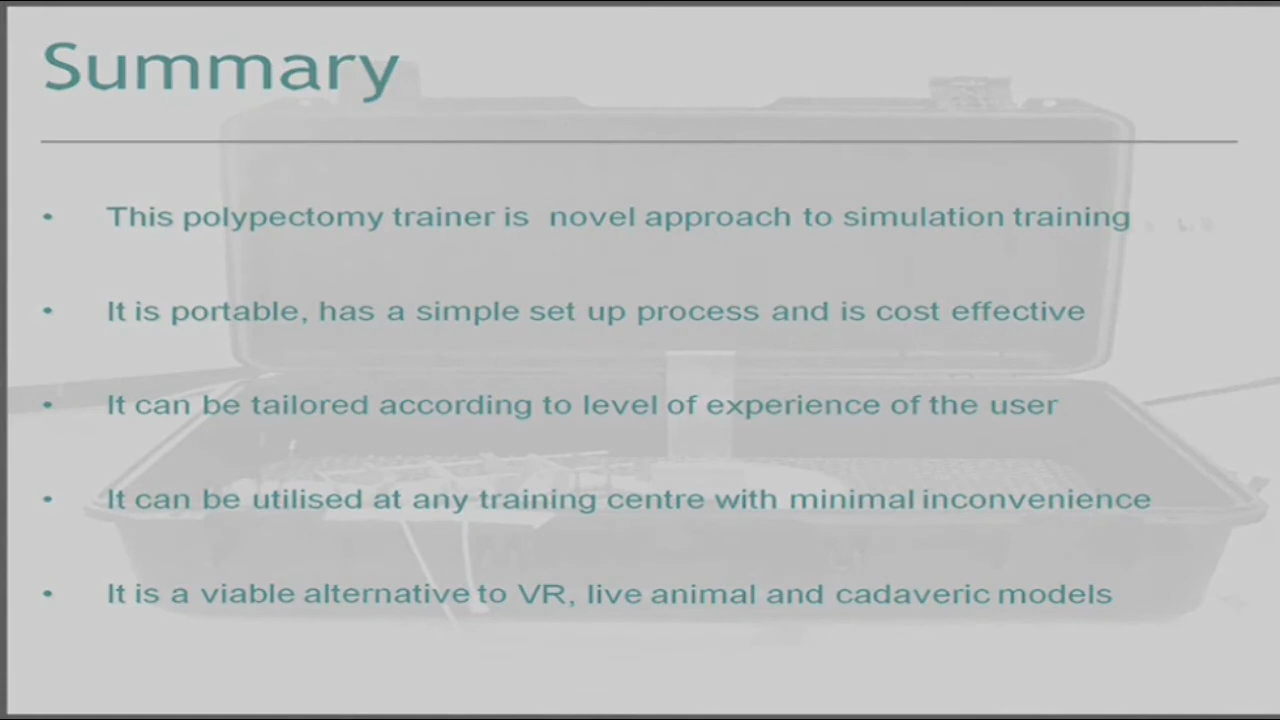 Summary
• This polypectomy trainer is novel approach to simulation training
• It is portable, has a simple set up process and is cost effective
• It can be tailored according to level of experience of the user
• It can be utilised at any training centre with minimal inconvenience
• It is a viable alternative to VR, live animal and cadaveric models